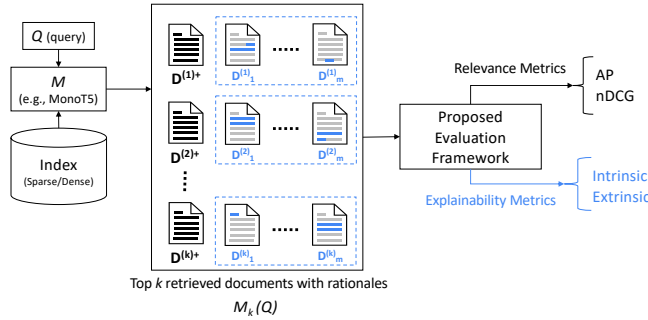 Q (query)
M
(e.g., MonoT5)
Index
(Sparse/Dense)
D(1)+
D(1)1
D(1)m
D(2)+
D(2)1
D(2)m
D(k)+
D(k)1
D(k)m
Top k retrieved documents with rationales
Mk(Q)
Proposed
Evaluation
Framework
Relevance Metrics
AP
nDCG
Explainability Metrics
Intrinsic
Extrinsic